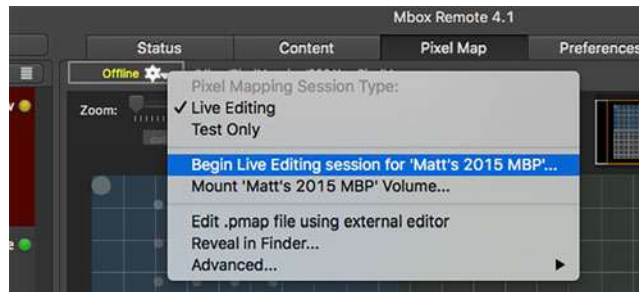 Mbox Remote 4.1
Status Content Pixel Map Preferences
Offline
Pixel Mapping Session Type:
Zoom:
✓ Live Editing
Test Only
Begin Live Editing session for 'Matt's 2015 MBP'...
Mount 'Matt's 2015 MBP' Volume...
Edit .pmap file using external editor
Reveal in Finder...
Advanced...